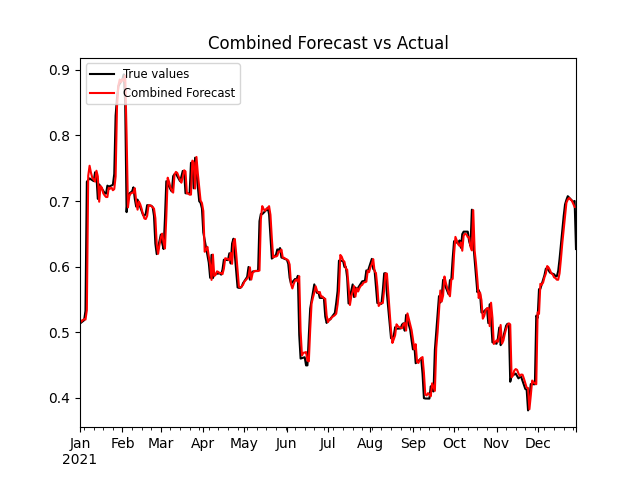 Combined Forecast vs Actual
True values
Combined Forecast
0.9
0.8
0.7
0.6
0.5
0.4
Jan Feb Mar Apr May Jun Jul Aug Sep Oct Nov Dec
2021